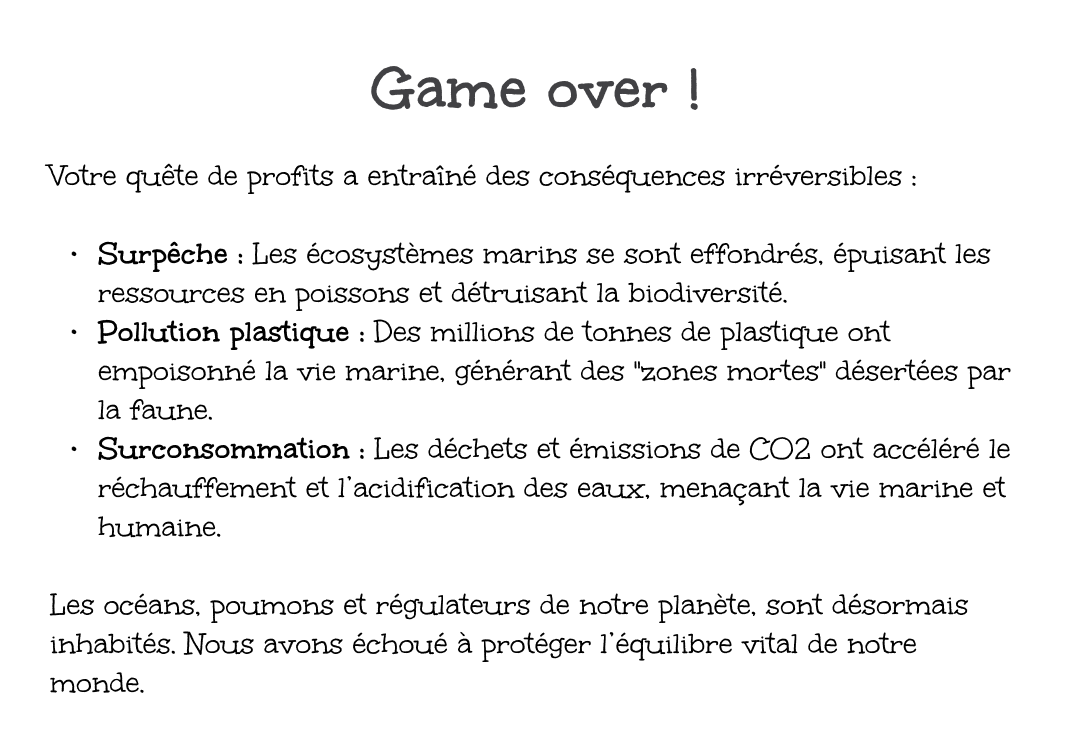 Game over !
Votre quête de profits a entraîné des conséquences irréversibles :
• Surpêche : Les écosystèmes marins se sont effondrés, épuisant les
ressources en poissons et détruisant la biodiversité.
• Pollution plastique : Des millions de tonnes de plastique ont
empoisonné la vie marine, générant des "zones mortes" désertées par
la faune.
• Surconsommation : Les déchets et émissions de CO2 ont accéléré le
réchauffement et l'acidification des eaux, menaçant la vie marine et
humaine.
Les océans, poumons et régulateurs de notre planète, sont désormais
inhabités. Nous avons échoué à protéger l'équilibre vital de notre
monde.